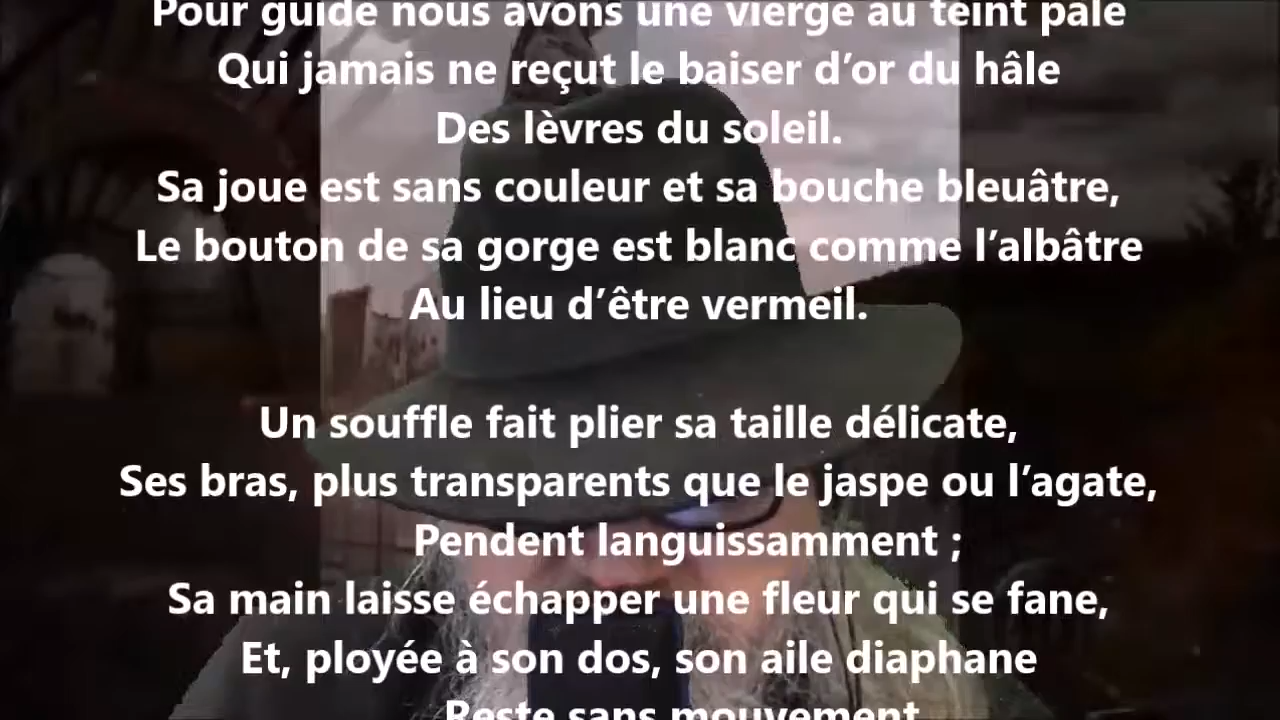 Pour guide nous avons une vierge au teint pâle
Qui jamais ne reçut le baiser d’or du hâle
Des lèvres du soleil.
Sa joue est sans couleur et sa bouche bleuâtre,
Le bouton de sa gorge est blanc comme l’albâtre
Au lieu d’être vermeil.
Un souffle fait plier sa taille délicate,
Ses bras, plus transparents que le jaspe ou l’agate,
Pendent languissamment ;
Sa main laisse échapper une fleur qui se fane,
Et, ployée à son dos, son aile diaphane
Reste sans mouvement